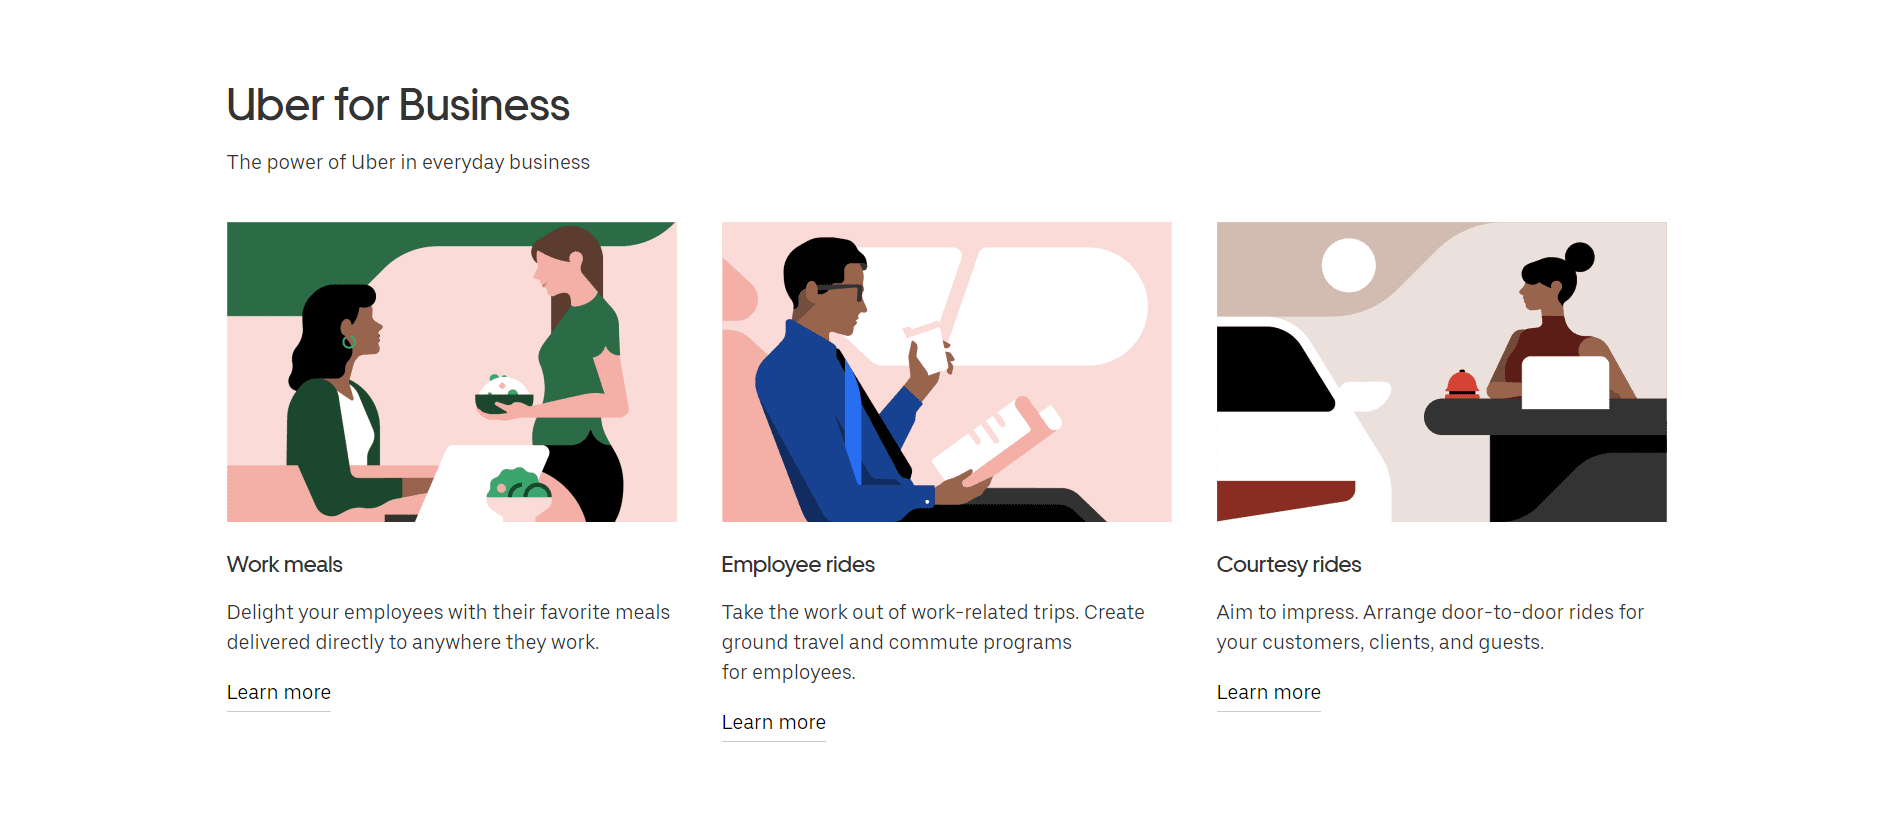 Uber for Business
The power of Uber in everyday business
Work meals
Delight your employees with their favorite meals
delivered directly to anywhere they work.
Learn more
Employee rides
Take the work out of work-related trips. Create
ground travel and commute programs
for employees.
Learn more
Courtesy rides
Aim to impress. Arrange door-to-door rides for
your customers, clients, and guests.
Learn more